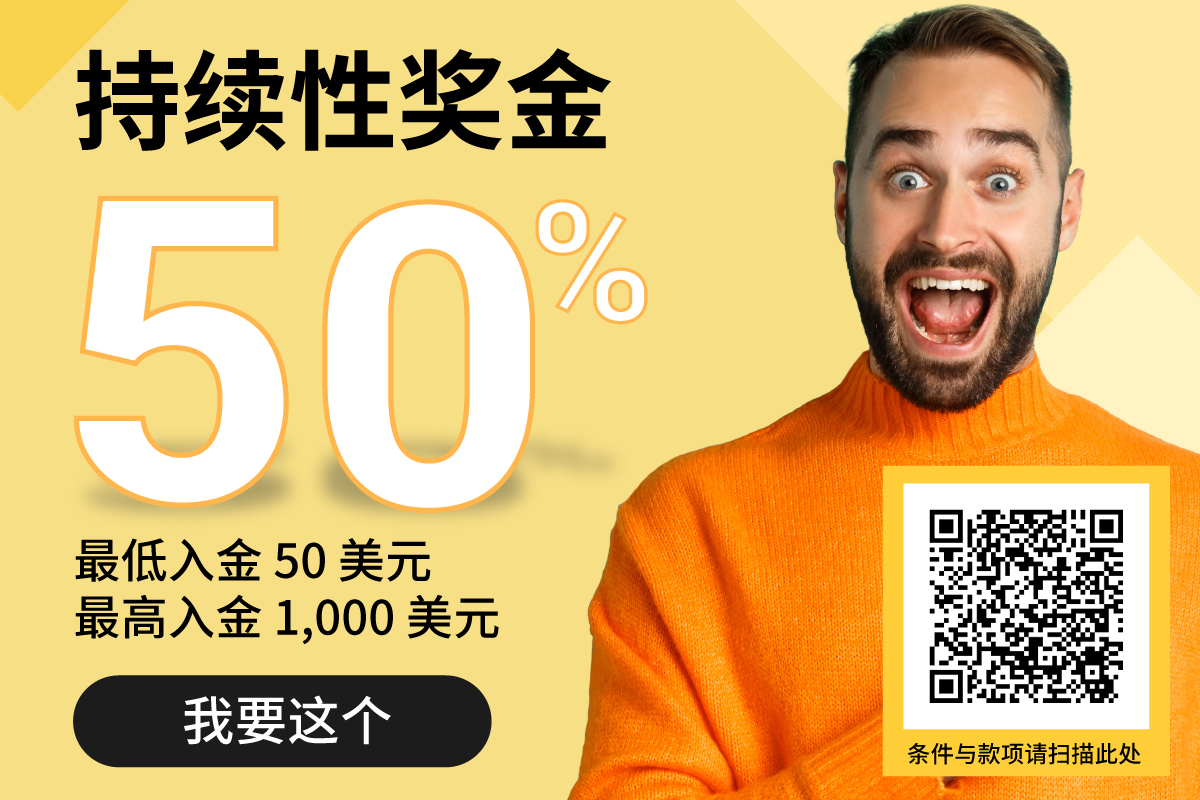 持续性奖金
50%
最低入金 50 美元
最高入金 1,000 美元
我要这个
条件与款项请扫描此处